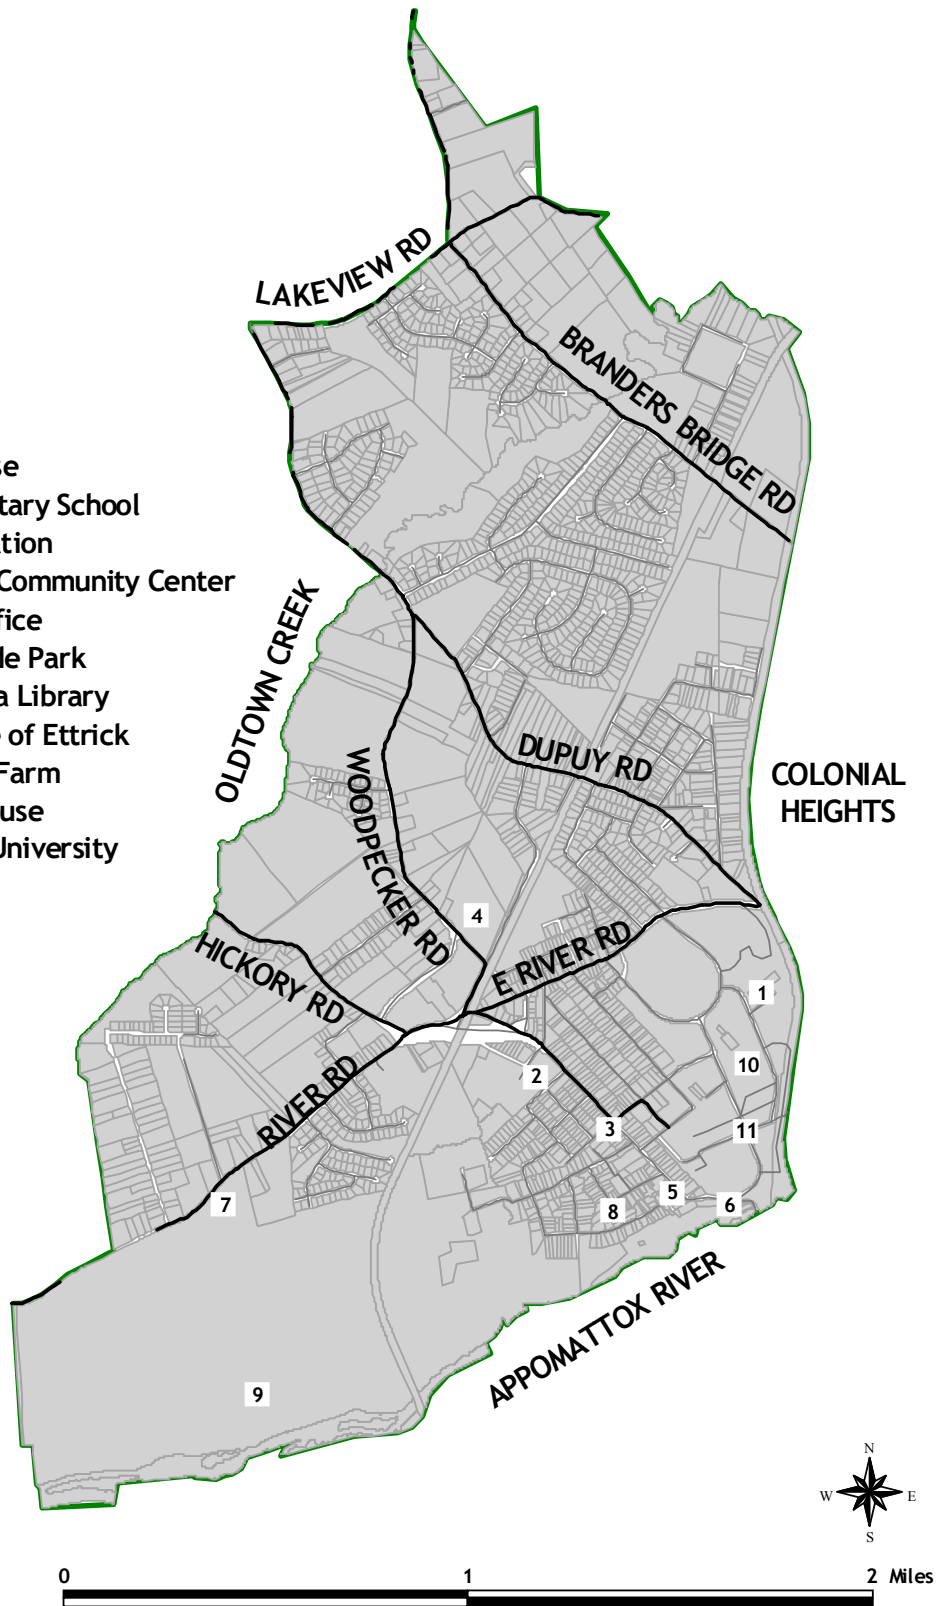 LAKEVIEW RD
BRANDERS BRIDGE RD
se
tary School
tion
Community Center
fice
le Park
a Library
e of Ettrick
Farm
use
University
OLDTOWN CREEK
WOODPECKER RD
DUPUY RD
COLONIAL
HEIGHTS
4
HICKORY RD
E RIVER RD
1
RIVER RD
2
10
3
11
7
8
5
6
APPOMATTOX RIVER
9
N
W E
S
0 1 2 Miles